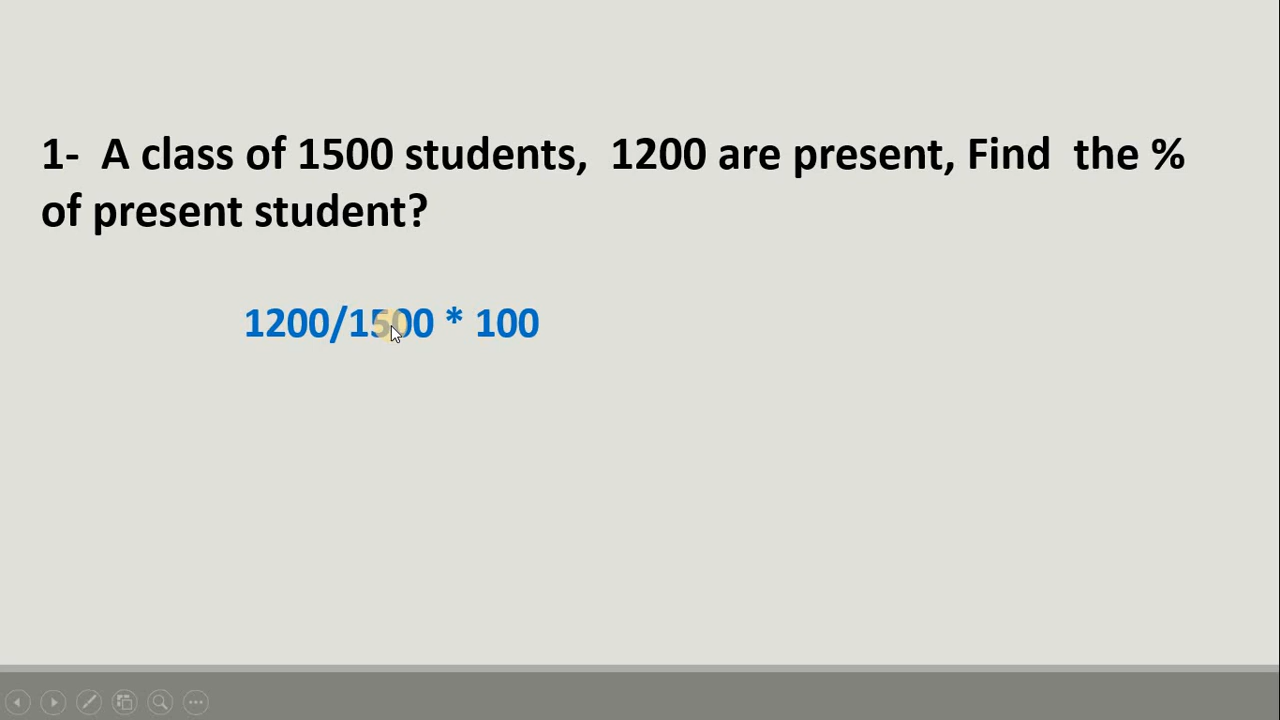 1-  A class of 1500 students,  1200 are present, Find  the %
of present student?
1200/1500 * 100